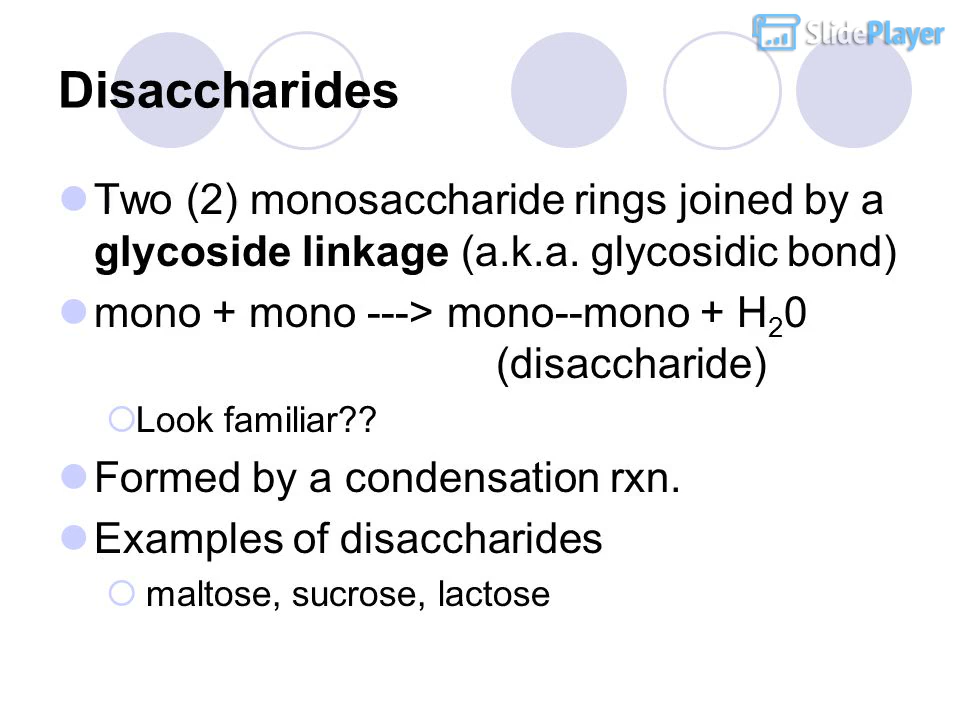 SlidePlayer
Disaccharides
Two (2) monosaccharide rings joined by a
glycoside linkage (a.k.a. glycosidic bond)
mono + mono ---> mono--mono + H₂0
(disaccharide)
Look familiar??
Formed by a condensation rxn.
Examples of disaccharides
maltose, sucrose, lactose